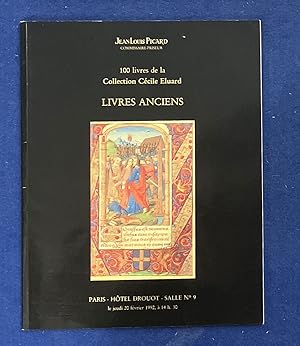 JEAN LOUIS PICARD
COMMISSAIRE-PRISEUR
100 livres de la
Collection Cécile Eluard
LIVRES ANCIENS
PARIS - HÔTEL DROUOT - SALLE Nº 9
le jeudi 20 février 1992, à 14 h. 30